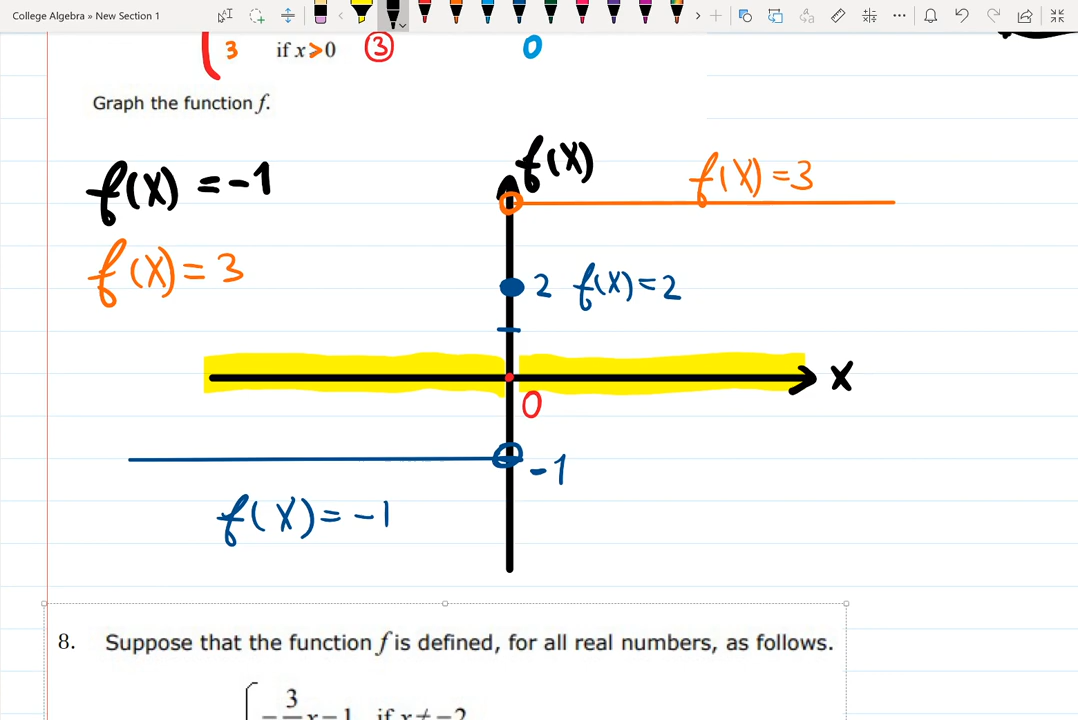 College Algebra » New Section 1
3 if x>0 3 0
Graph the function f.
f(x) = -1
f(x)
f(x) = 3
f(x) = 3
2 f(x) = 2
x
0
-1
f(x) = -1
8. Suppose that the function f is defined, for all real numbers, as follows.